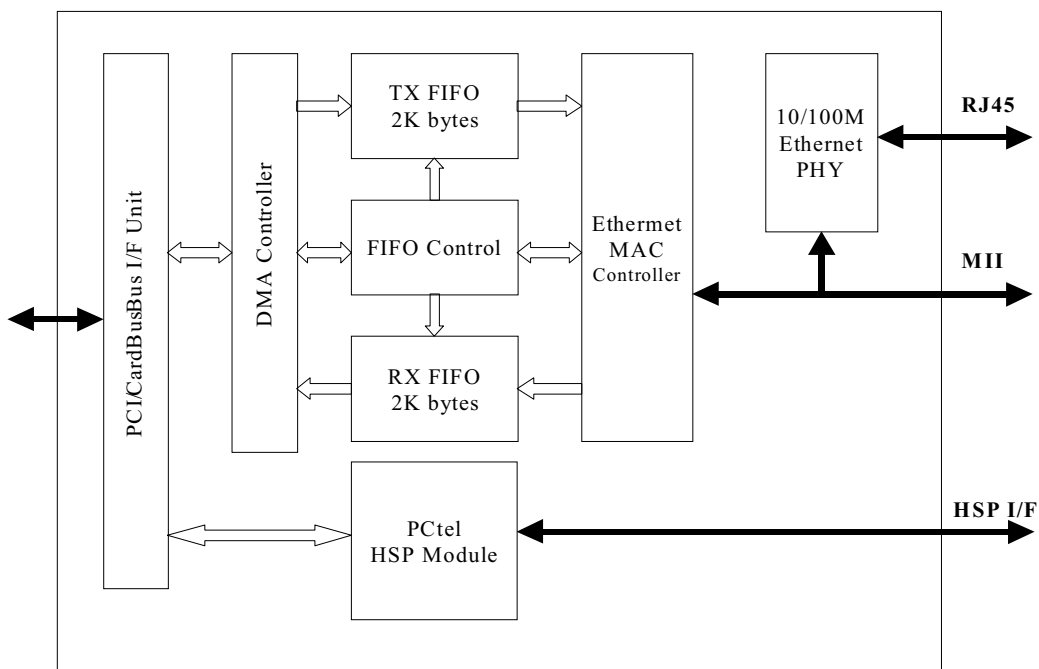 TX FIFO
2K bytes
10/100M
Ethernet
PHY
RJ45
PCI/CardBusBus I/F Unit
DMA Controller
FIFO Control
Ethermet
MAC
Controller
MII
RX FIFO
2K bytes
PCtel
HSP Module
HSP I/F